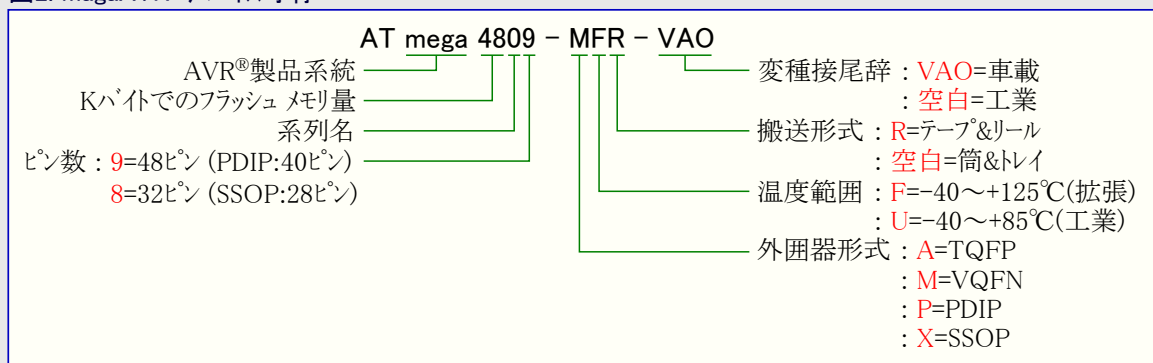 AT mega 4809 - MFR - VAO
AVR®製品系統
Kバイトでのフラッシュ メモリ量
系列名
ピン数 : 9=48ピン (PDIP:40ピン)
8=32ピン (SSOP:28ピン)
変種接尾辞 : VAO=車載
: 空白=工業
搬送形式 : R=テープ&リール
: 空白=筒&トレイ
温度範囲 : F=-40～+125℃(拡張)
: U=-40～+85℃(工業)
外囲器形式 : A=TQFP
: M=VQFN
: P=PDIP
: X=SSOP